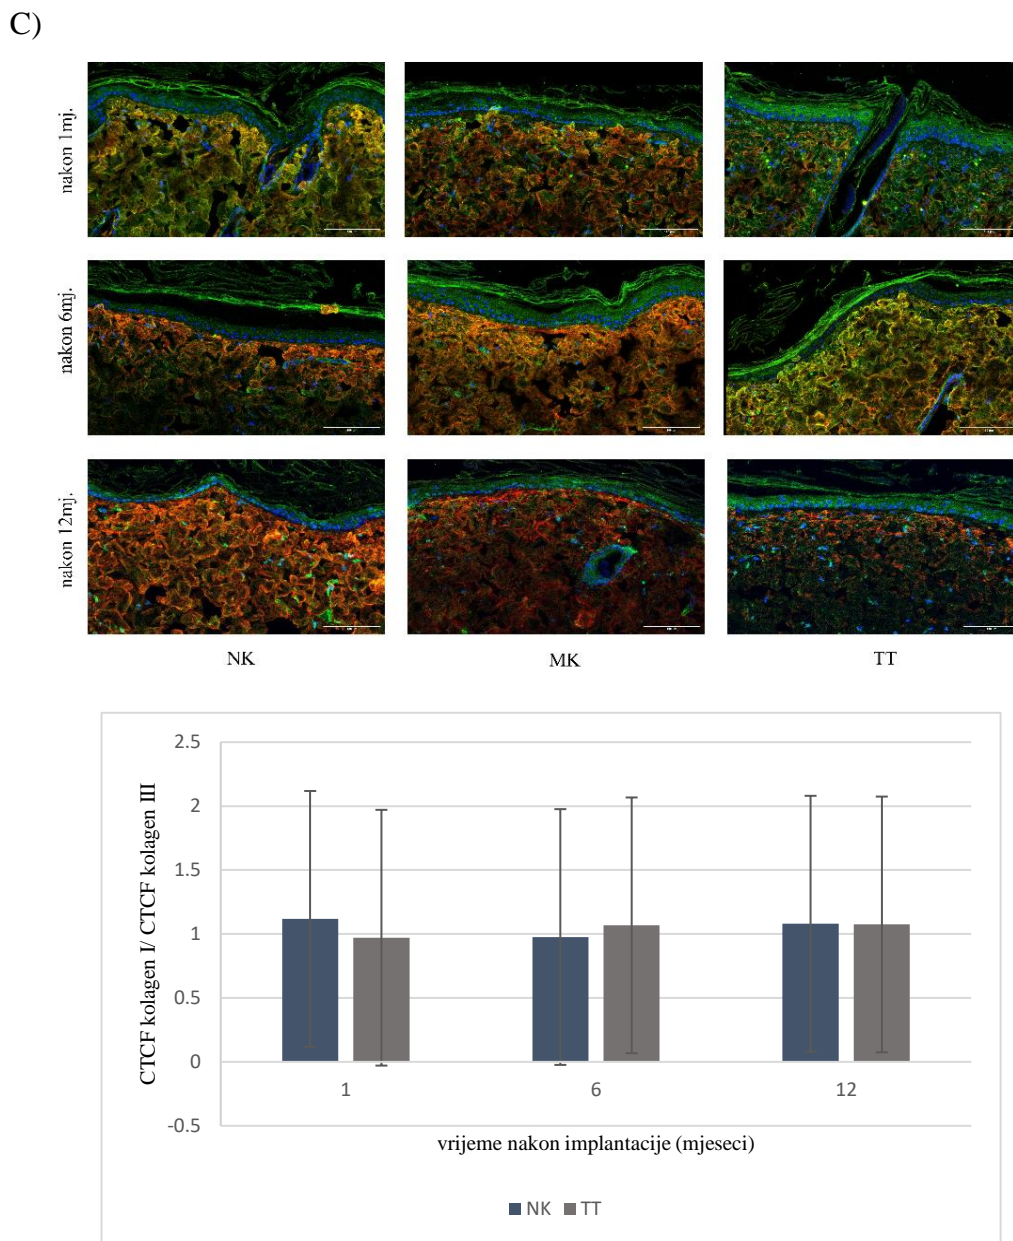 C)
nakon 1mj.
nakon 6mj.
nakon 12mj.
NK MK TT
CTCF kolagen I/ CTCF kolagen III
2.5
2
1.5
1
0.5
0
-0.5
1 6 12
vrijeme nakon implantacije (mjeseci)
NK TT